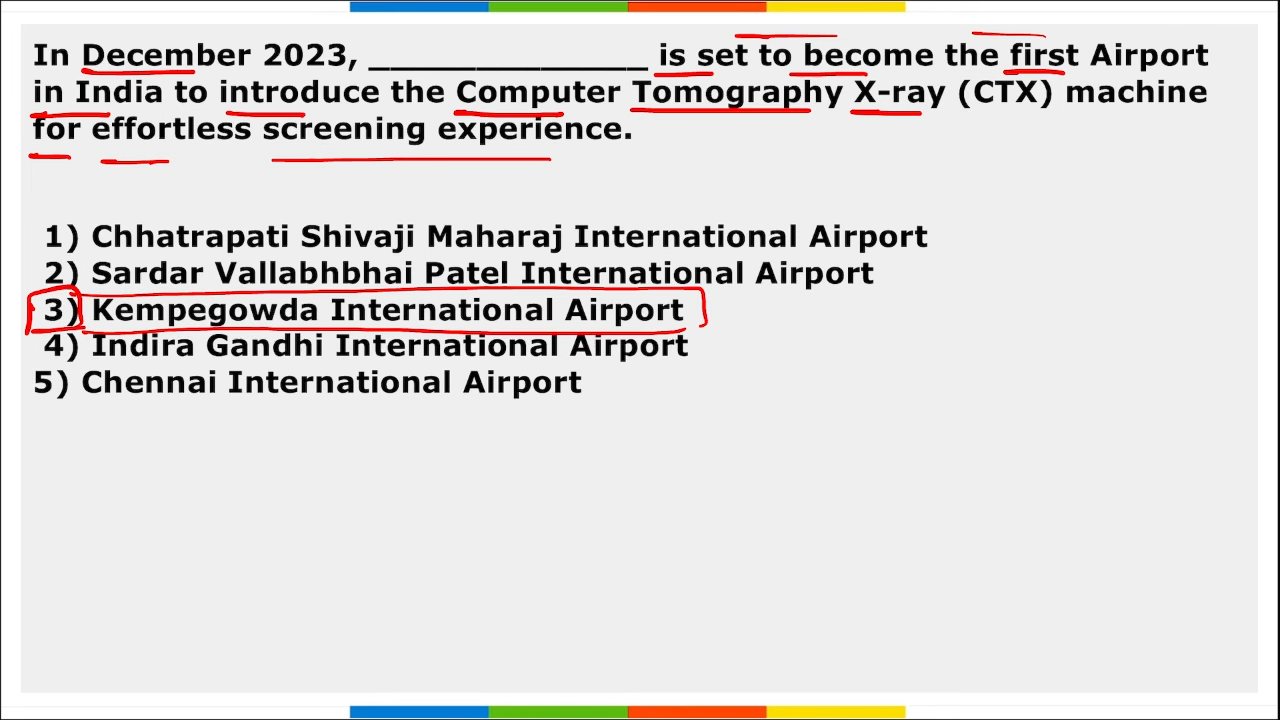 In December 2023, _______________ is set to become the first Airport
in India to introduce the Computer Tomography X-ray (CTX) machine
for effortless screening experience.
1) Chhatrapati Shivaji Maharaj International Airport
2) Sardar Vallabhbhai Patel International Airport
3) Kempegowda International Airport
4) Indira Gandhi International Airport
5) Chennai International Airport